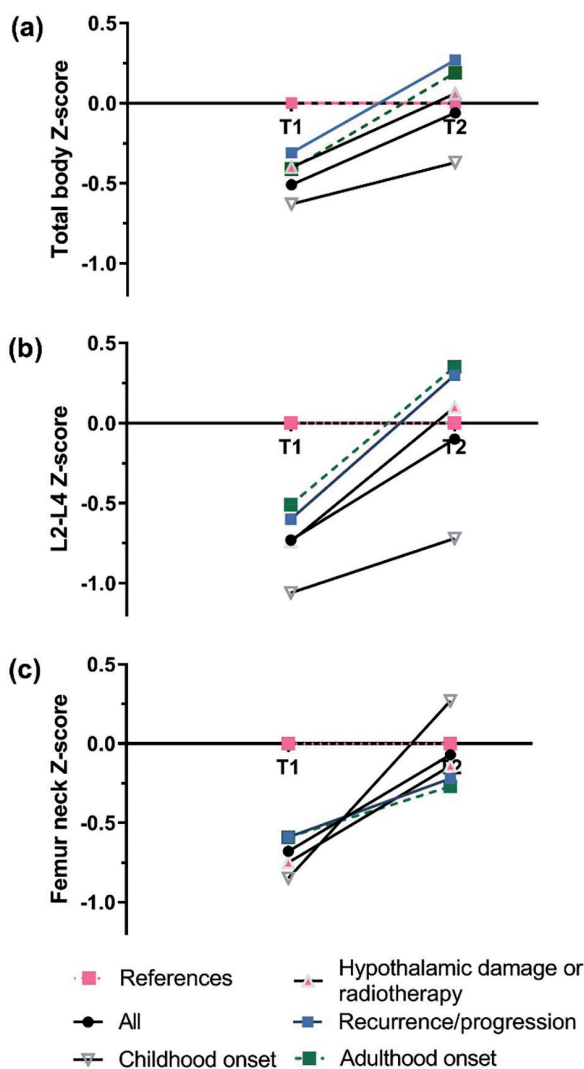 (a)
Total body Z-score
0.5
0.0
-0.5
-1.0
T1
T2
(b)
L2-L4 Z-score
0.5
0.0
-0.5
-1.0
T1
T2
(c)
Femur neck Z-score
0.5
0.0
-0.5
-1.0
T1
T2
References
Hypothalamic damage or
radiotherapy
All
Recurrence/progression
Childhood onset
Adulthood onset